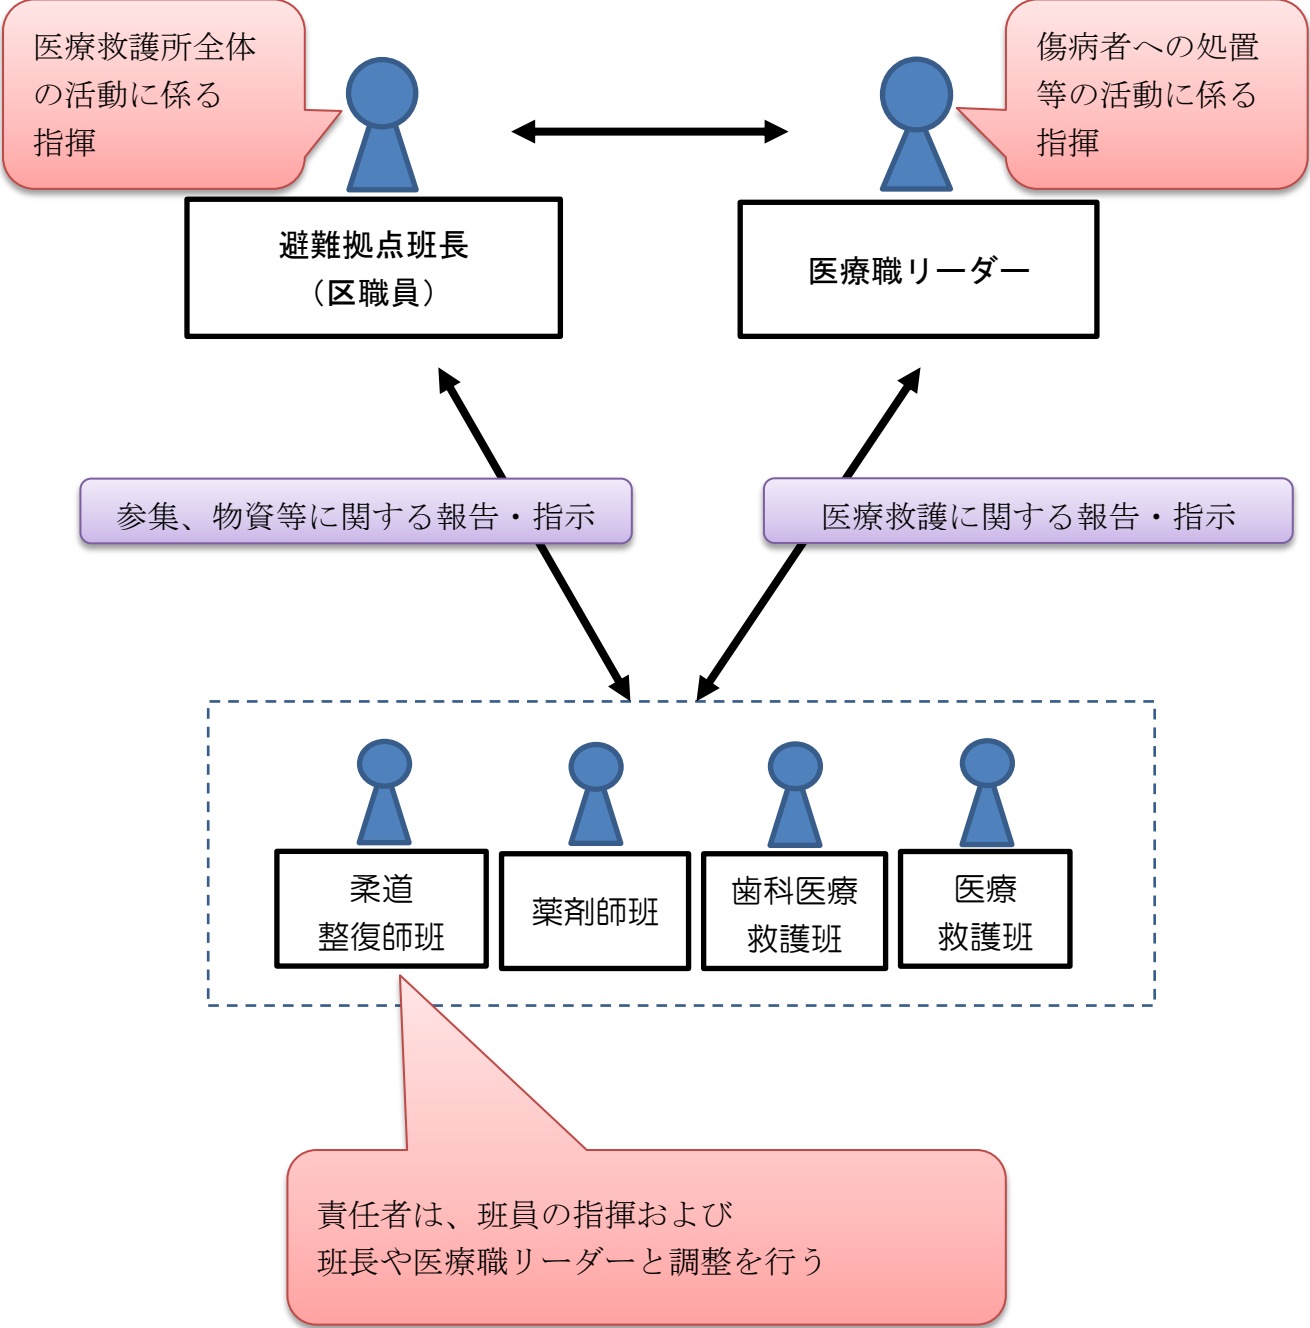 医療救護所全体
の活動に係る
指揮
傷病者への処置
等の活動に係る
指揮
避難拠点班長
（区職員）
医療職リーダー
参集、物資等に関する報告・指示
医療救護に関する報告・指示
柔道
整復師班
薬剤師班
歯科医療
救護班
医療
救護班
責任者は、班員の指揮および
班長や医療職リーダーと調整を行う